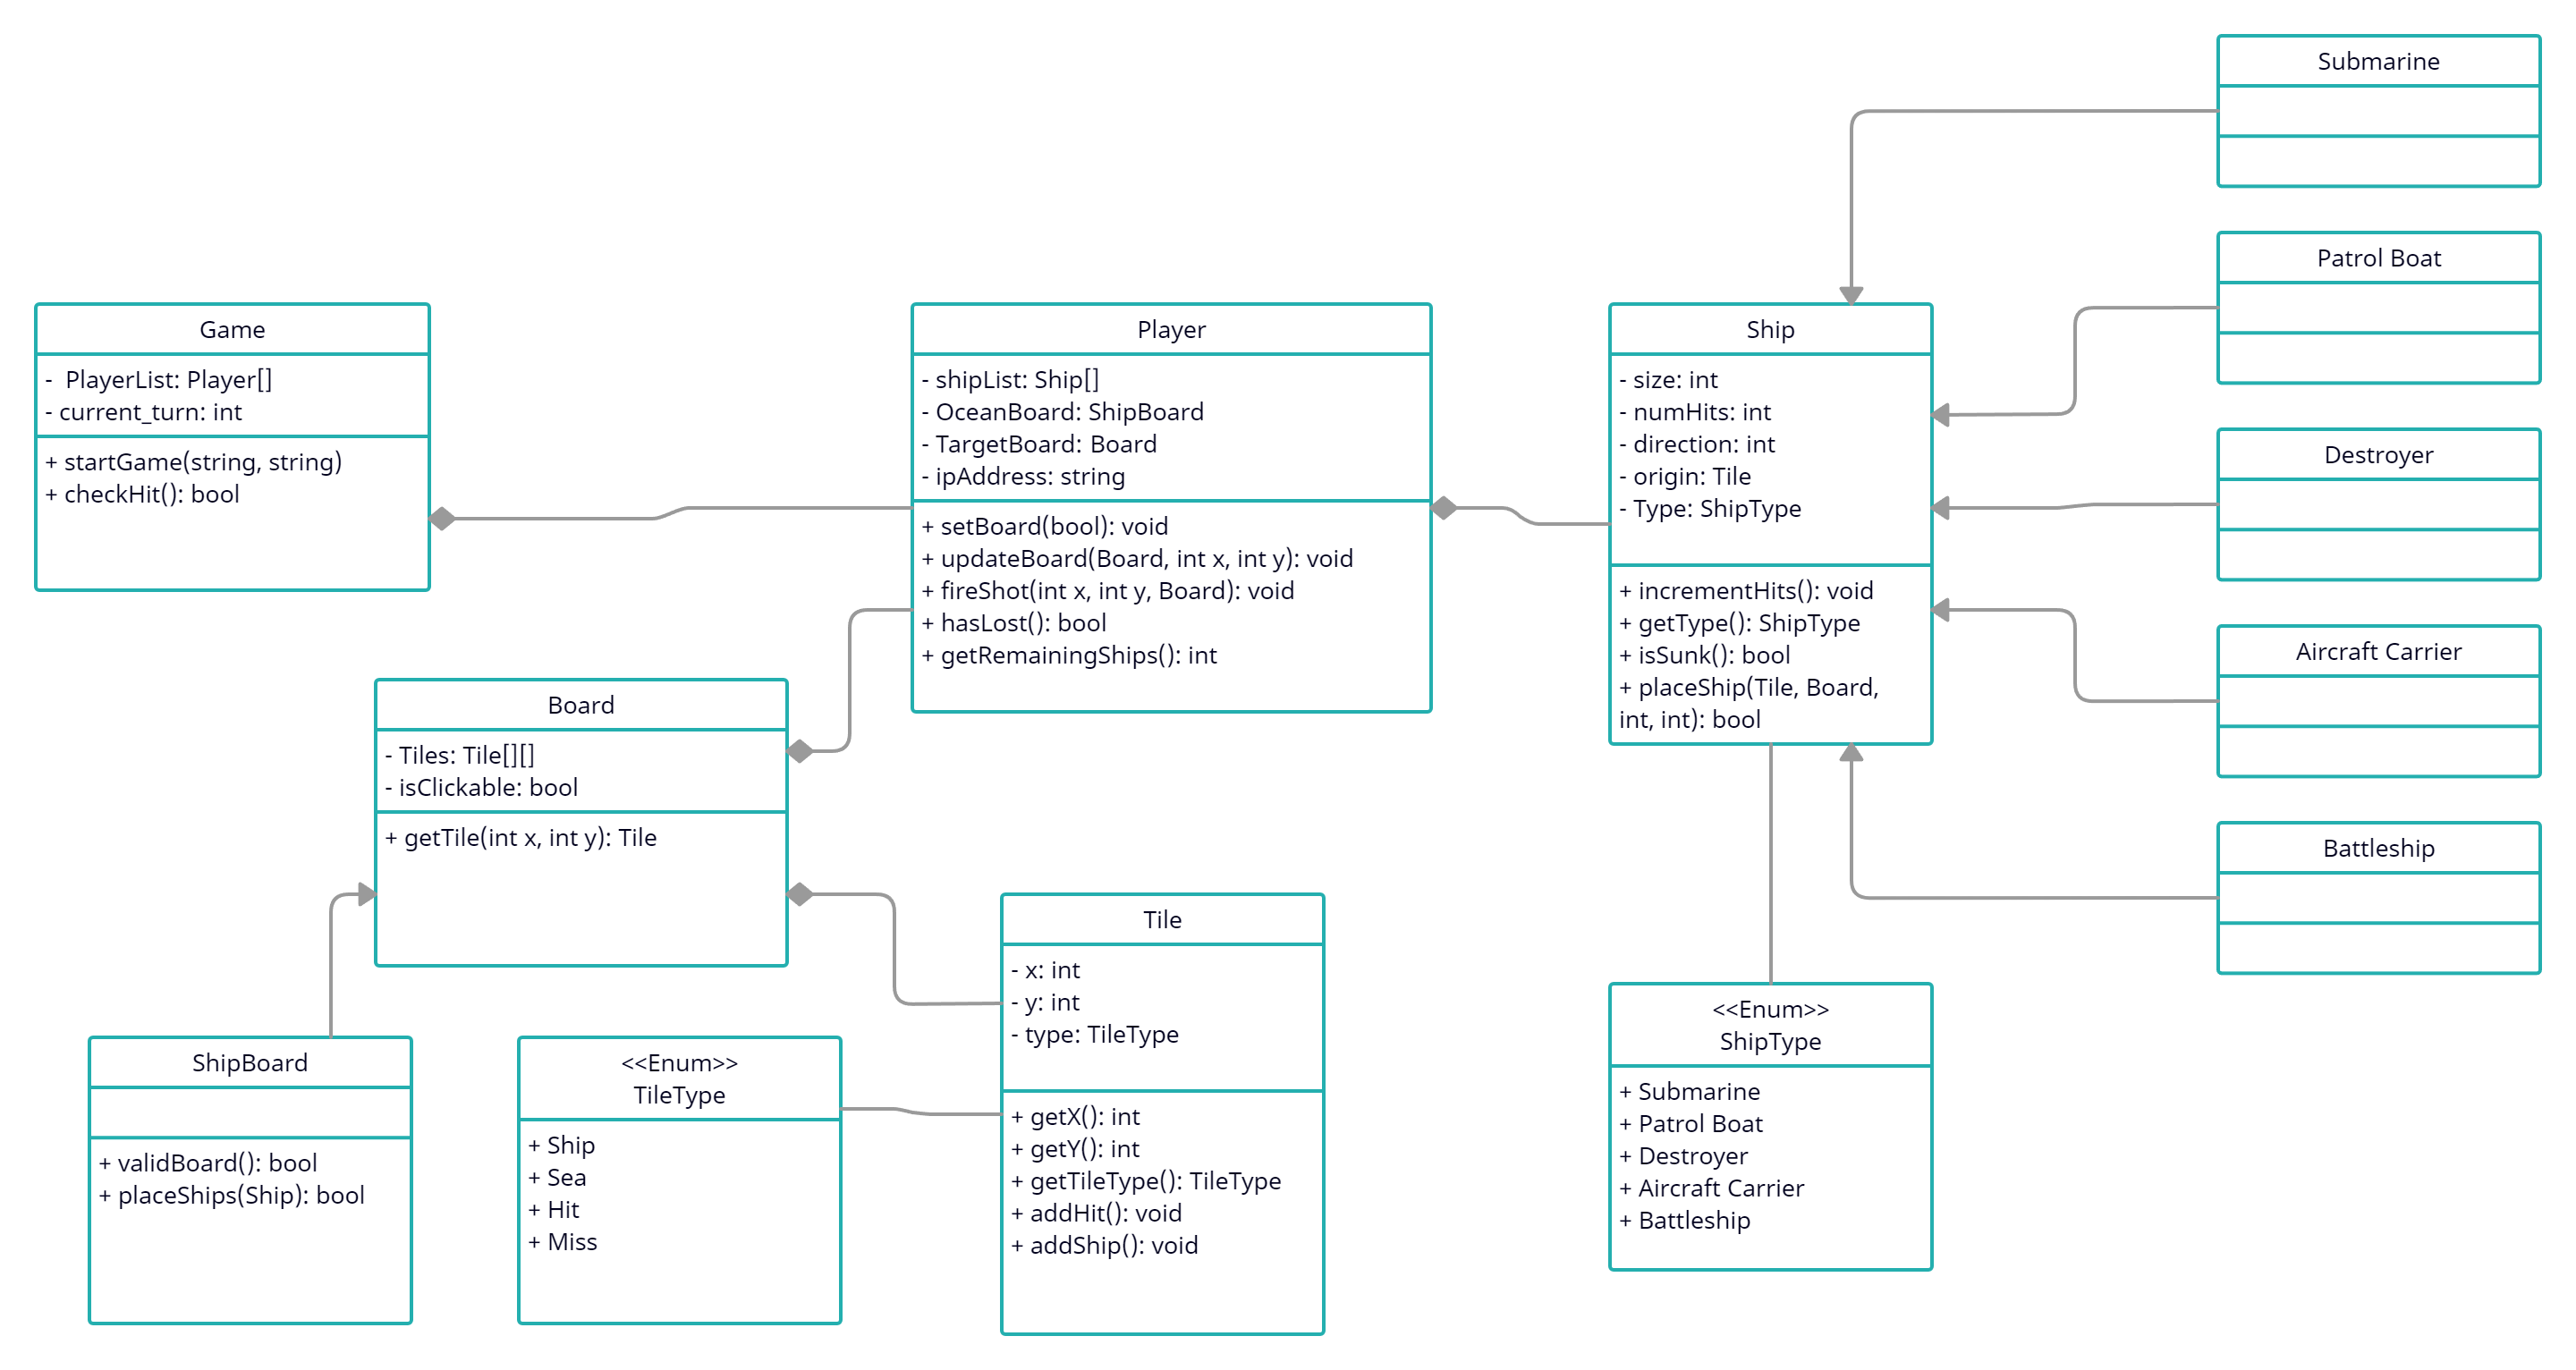 Submarine
Patrol Boat
Game
-  PlayerList: Player[]
- current_turn: int
+ startGame(string, string)
+ checkHit(): bool
Player
- shipList: Ship[]
- OceanBoard: ShipBoard
- TargetBoard: Board
- ipAddress: string
+ setBoard(bool): void
+ updateBoard(Board, int x, int y): void
+ fireShot(int x, int y, Board): void
+ hasLost(): bool
+ getRemainingShips(): int
Ship
- size: int
- numHits: int
- direction: int
- origin: Tile
- Type: ShipType
+ incrementHits(): void
+ getType(): ShipType
+ isSunk(): bool
+ placeShip(Tile, Board,
int, int): bool
Destroyer
Aircraft Carrier
Battleship
Board
- Tiles: Tile[][]
- isClickable: bool
+ getTile(int x, int y): Tile
Tile
- x: int
- y: int
- type: TileType
+ getX(): int
+ getY(): int
+ getTileType(): TileType
+ addHit(): void
+ addShip(): void
ShipBoard
+ validBoard(): bool
+ placeShips(Ship): bool
<<Enum>>
TileType
+ Ship
+ Sea
+ Hit
+ Miss
<<Enum>>
ShipType
+ Submarine
+ Patrol Boat
+ Destroyer
+ Aircraft Carrier
+ Battleship